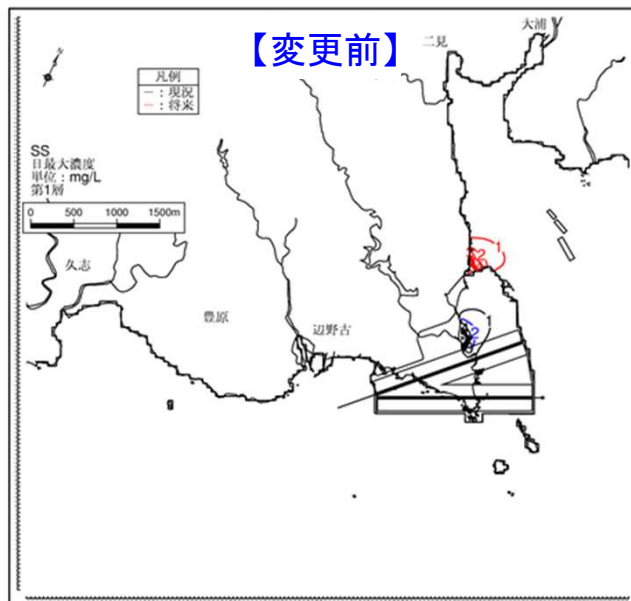 【変更前】
大浦
二見
N
凡例
— : 現況
— : 将来
SS
日最大濃度
単位 : mg/L
第1層
0 500 1000 1500m
久志
豊原
辺野古
1
2
1
2